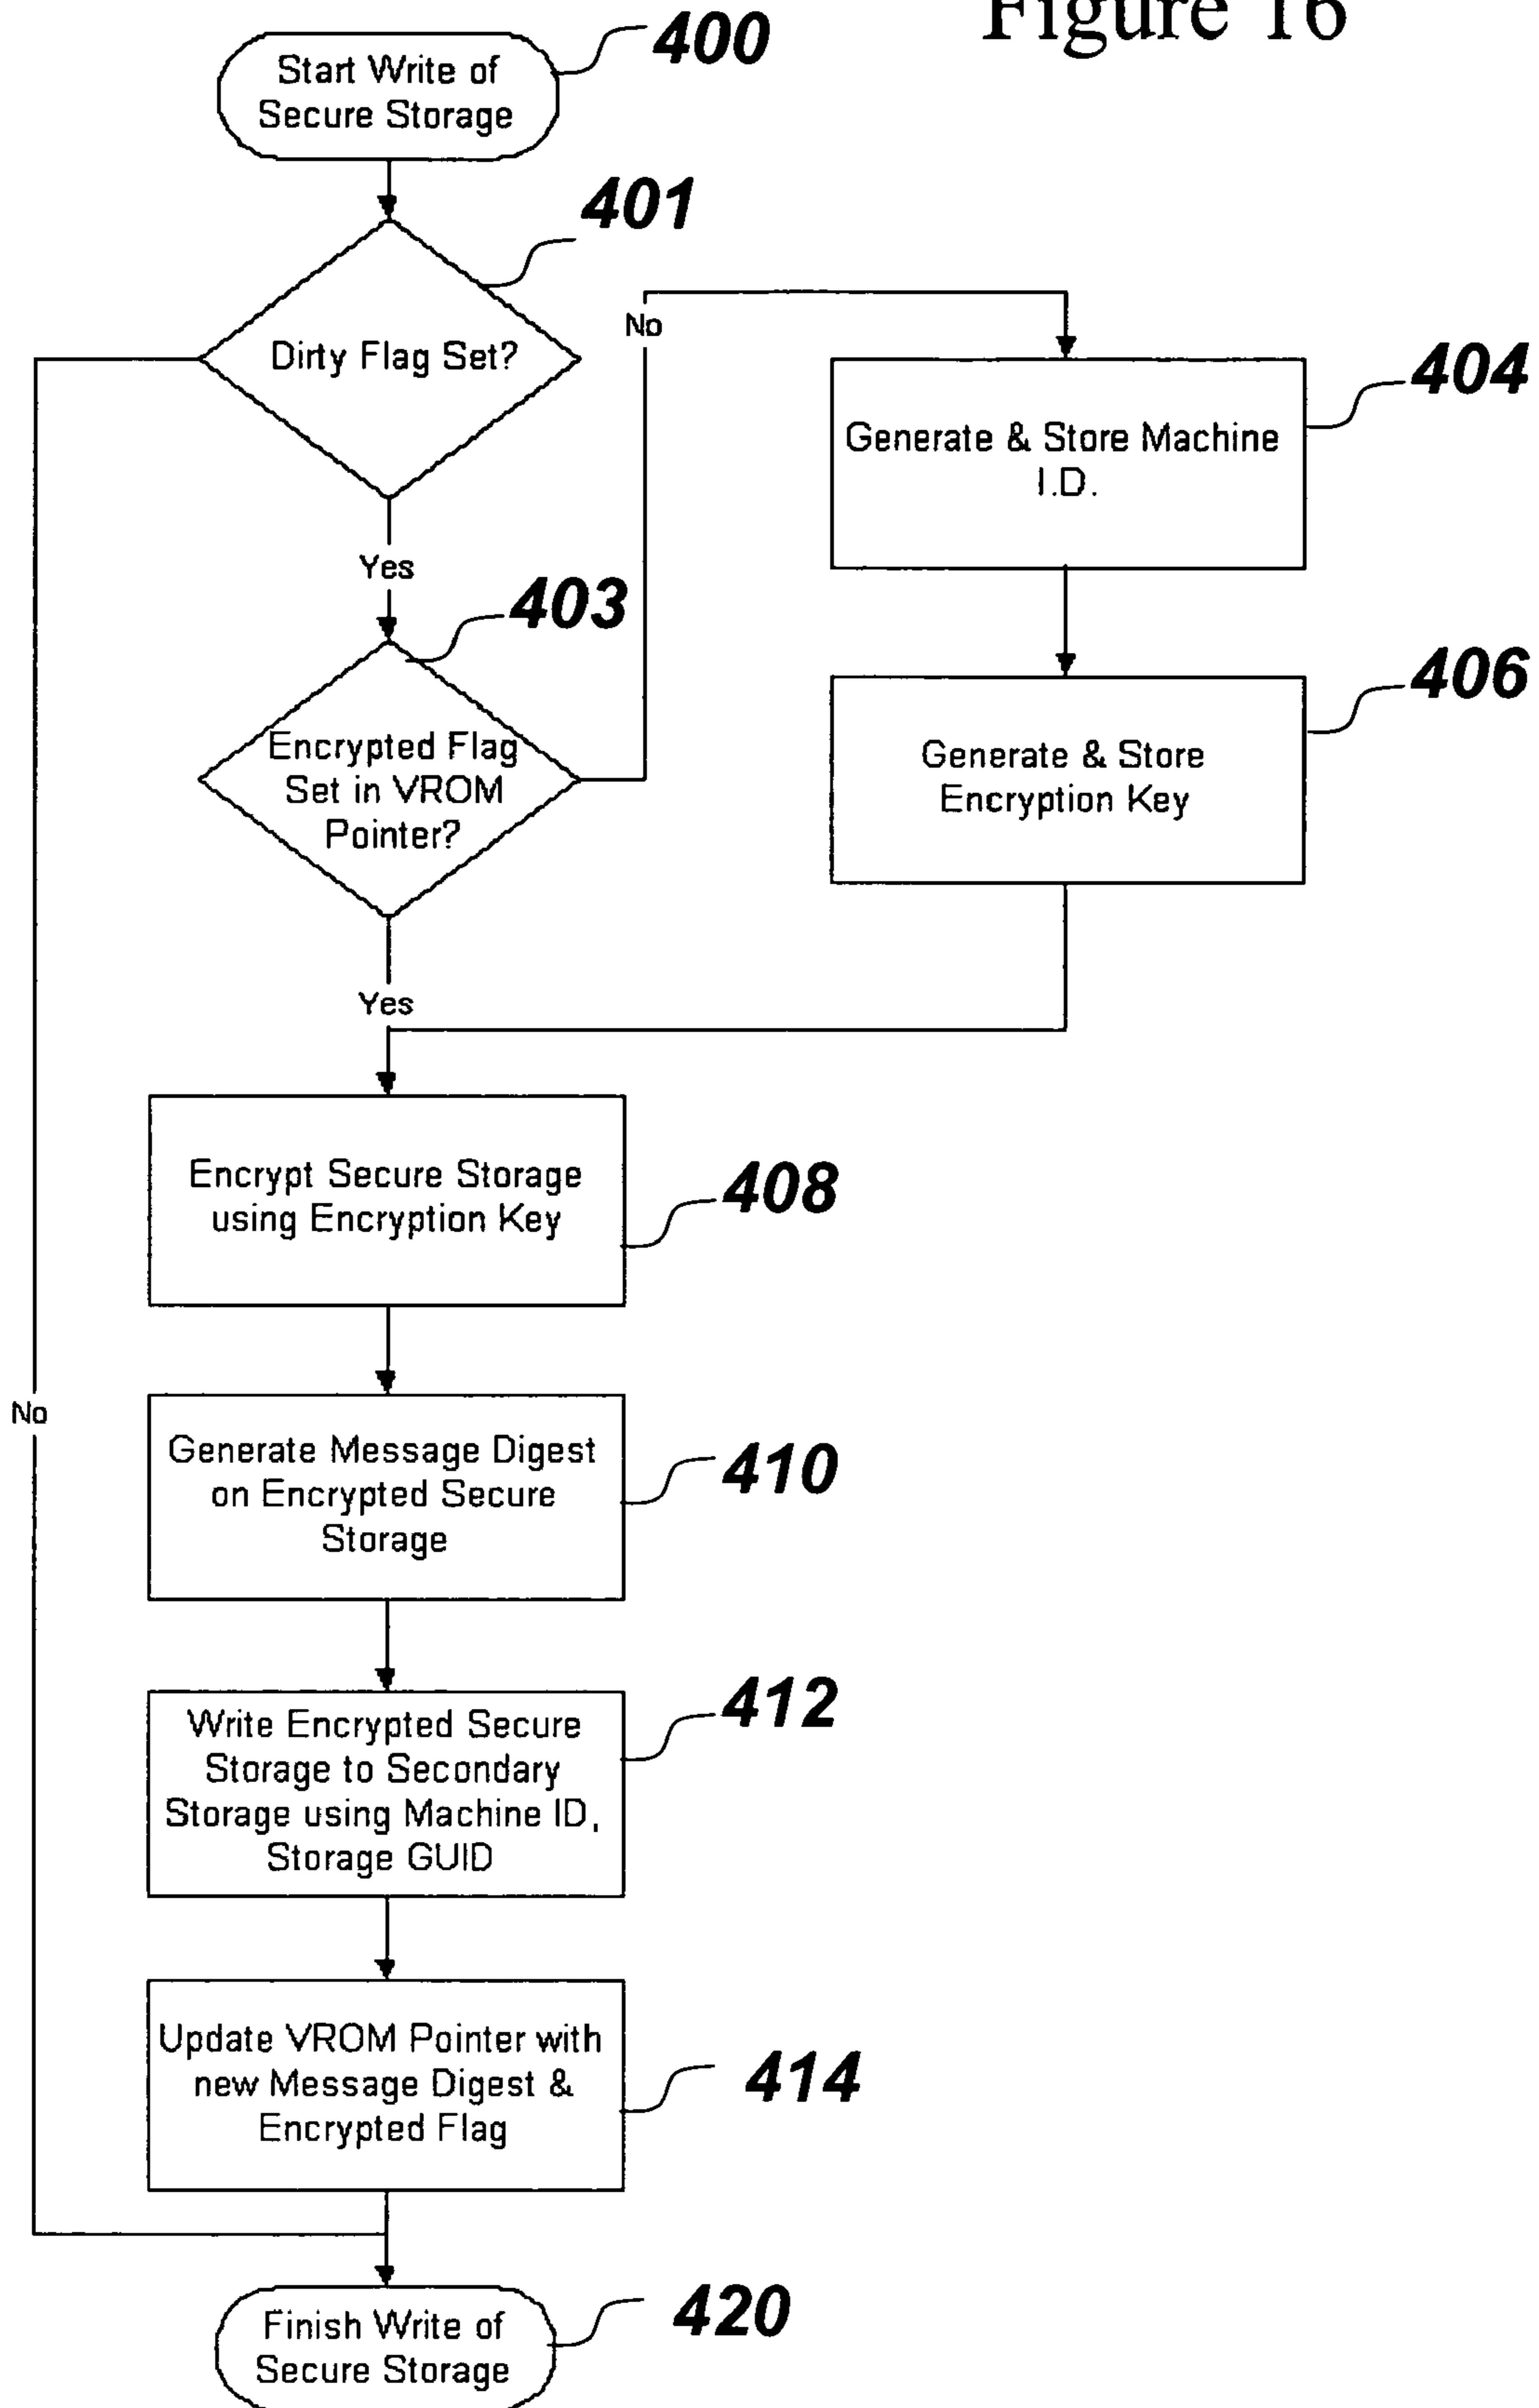 Figure 16
400
Start Write of
Secure Storage
401
Dirty Flag Set?
No
404
Generate & Store Machine
I.D.
Yes
403
406
Encrypted Flag
Set in VROM
Pointer?
Generate & Store
Encryption Key
Yes
408
Encrypt Secure Storage
using Encryption Key
No
410
Generate Message Digest
on Encrypted Secure
Storage
412
Write Encrypted Secure
Storage to Secondary
Storage using Machine ID,
Storage GUID
414
Update VROM Pointer with
new Message Digest &
Encrypted Flag
420
Finish Write of
Secure Storage